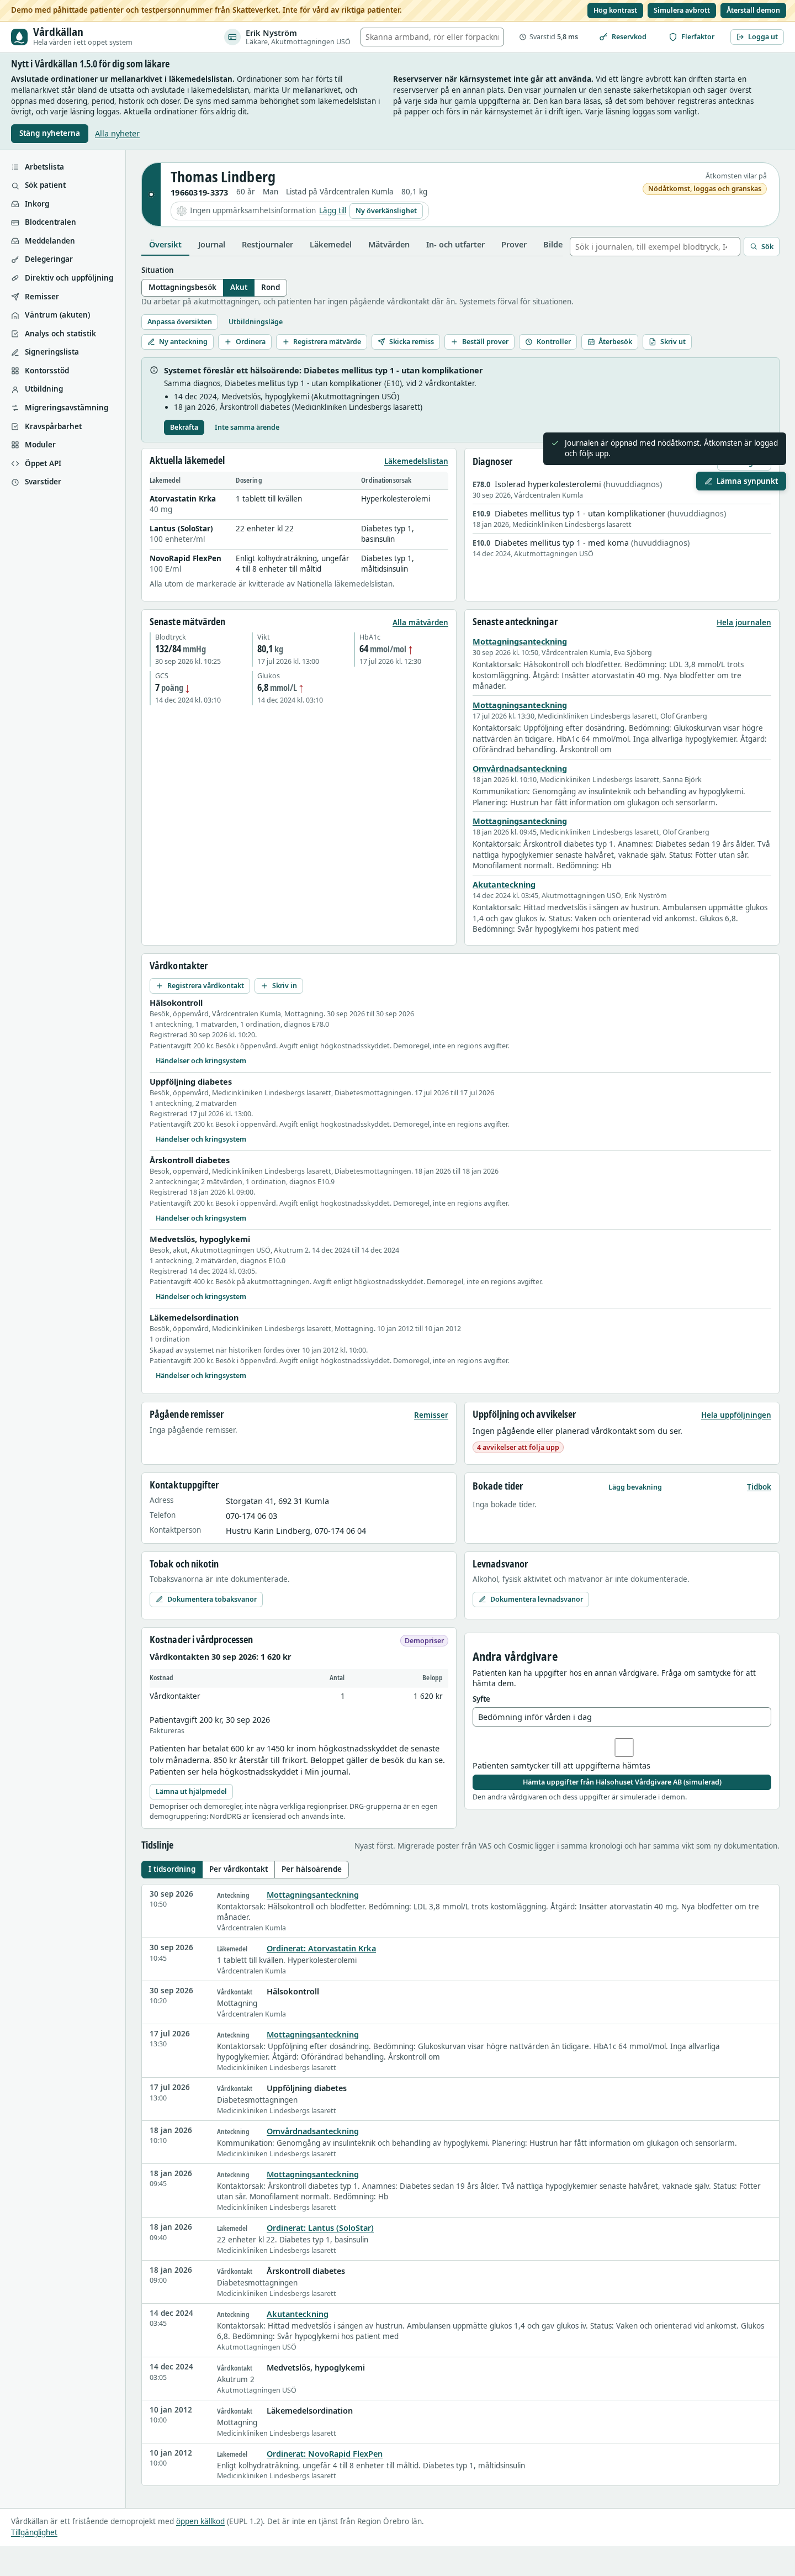 Demo med påhittade patienter och testpersonnummer från Skatteverket. Inte för vård av riktiga patienter.
Hög kontrast
Simulera avbrott
Återställ demon
Vårdkällan
Hela vården i ett öppet system
Erik Nyström
Läkare, Akutmottagningen USÖ
Skanna armband, rör eller förpackn
Svarstid 5,8 ms
Reservkod
Flerfaktor
Logga ut
Nytt i Vårdkällan 1.5.0 för dig som läkare
Avslutade ordinationer ur mellanarkivet i läkemedelslistan. Ordinationer som har förts till
mellanarkivet står bland de utsatta och avslutade i läkemedelslistan, märkta Ur mellanarkivet, och
öppnas med dosering, period, historik och dosändringar. De syns med samma behörighet som läkemedelslistan i
övrigt, och varje läsning loggas. Aktuella ordinationer förs aldrig dit.
Reservserver när kärnsystemet inte går att använda. Vid ett längre avbrott kan driften starta en
reservserver på en annan plats. Den visar journalen ur den senaste säkerhetskopian och säger överst
på varje sida hur gamla uppgifterna är. Den kan bara läsas, så det som behöver registreras antecknas
på papper och förs in när kärnsystemet är i drift igen. Varje läsning loggas som vanligt.
Stäng nyheterna
Alla nyheter
Arbetslista
Sök patient
Inkorg
Blodcentralen
Meddelanden
Delegeringar
Direktiv och uppföljning
Remisser
Väntrum (akuten)
Analys och statistik
Signeringslista
Kontorsstöd
Utbildning
Migreringsavstämning
Kravspårbarhet
Moduler
Öppet API
Svarstider
Thomas Lindberg
19660319-3373 60 år Man Listad på Vårdcentralen Kumla 80,1 kg
Ingen uppmärksamhetsinformation Lägg till Ny överkänslighet
Åtkomsten vilar på
Nödåtkomst, loggas och granskas
Översikt
Journal
Restjournaler
Läkemedel
Mätvärden
In- och utfarter
Prover
Bilde
Sök i journalen, till exempel blodtryck, I
Sök
Situation
Mottagningsbesök
Akut
Rond
Du arbetar på akutmottagningen, och patienten har ingen pågående vårdkontakt där än. Systemets förval för situationen.
Anpassa översikten
Utbildningsläge
Ny anteckning
Ordinera
Registrera mätvärde
Skicka remiss
Beställ prover
Kontroller
Återbesök
Skriv ut
Systemet föreslår ett hälsoärende: Diabetes mellitus typ 1 - utan komplikationer
Samma diagnos, Diabetes mellitus typ 1 - utan komplikationer (E10), vid 2 vårdkontakter.
14 dec 2024, Medvetslös, hypoglykemi (Akutmottagningen USÖ)
18 jan 2026, Årskontroll diabetes (Medicinkliniken Lindesbergs lasarett)
Bekräfta
Inte samma ärende
Journalen är öppnad med nödåtkomst. Åtkomsten är loggad
och följs upp.
Lämna synpunkt
Aktuella läkemedel
Läkemedelslistan
Läkemedel Dosering Ordinationsorsak
Atorvastatin Krka 1 tablett till kvällen Hyperkolesterolemi
40 mg
Lantus (SoloStar) 22 enheter kl 22 Diabetes typ 1,
100 enheter/ml basinsulin
NovoRapid FlexPen Enligt kolhydraträkning, ungefär Diabetes typ 1,
100 E/ml 4 till 8 enheter till måltid måltidsinsulin
Alla utom de markerade är kvitterade av Nationella läkemedelslistan.
Diagnoser
E78.0 Isolerad hyperkolesterolemi (huvuddiagnos)
30 sep 2026, Vårdcentralen Kumla
E10.9 Diabetes mellitus typ 1 - utan komplikationer (huvuddiagnos)
18 jan 2026, Medicinkliniken Lindesbergs lasarett
E10.0 Diabetes mellitus typ 1 - med koma (huvuddiagnos)
14 dec 2024, Akutmottagningen USÖ
Senaste mätvärden
Alla mätvärden
Blodtryck Vikt HbA1c
132/84 mmHg 80,1 kg 64 mmol/mol ↑
30 sep 2026 kl. 10:25 17 jul 2026 kl. 13:00 17 jul 2026 kl. 12:30
GCS Glukos
7 poäng ↓ 6,8 mmol/L ↑
14 dec 2024 kl. 03:10 14 dec 2024 kl. 03:10
Senaste anteckningar
Hela journalen
Mottagningsanteckning
30 sep 2026 kl. 10:50, Vårdcentralen Kumla, Eva Sjöberg
Kontaktorsak: Hälsokontroll och blodfetter. Bedömning: LDL 3,8 mmol/L trots
kostomläggning. Åtgärd: Insätter atorvastatin 40 mg. Nya blodfetter om tre
månader.
Mottagningsanteckning
17 jul 2026 kl. 13:30, Medicinkliniken Lindesbergs lasarett, Olof Granberg
Kontaktorsak: Uppföljning efter dosändring. Bedömning: Glukoskurvan visar högre
nattvärden än tidigare. HbA1c 64 mmol/mol. Inga allvarliga hypoglykemier. Åtgärd:
Oförändrad behandling. Årskontroll om
Omvårdnadsanteckning
18 jan 2026 kl. 10:10, Medicinkliniken Lindesbergs lasarett, Sanna Björk
Kommunikation: Genomgång av insulinteknik och behandling av hypoglykemi.
Planering: Hustrun har fått information om glukagon och sensorlarm.
Mottagningsanteckning
18 jan 2026 kl. 09:45, Medicinkliniken Lindesbergs lasarett, Olof Granberg
Kontaktorsak: Årskontroll diabetes typ 1. Anamnes: Diabetes sedan 19 års ålder. Två
nattliga hypoglykemier senaste halvåret, vaknade själv. Status: Fötter utan sår.
Monofilament normalt. Bedömning: Hb
Akutanteckning
14 dec 2024 kl. 03:45, Akutmottagningen USÖ, Erik Nyström
Kontaktorsak: Hittad medvetslös i sängen av hustrun. Ambulansen uppmätte glukos
1,4 och gav glukos iv. Status: Vaken och orienterad vid ankomst. Glukos 6,8.
Bedömning: Svår hypoglykemi hos patient med
Vårdkontakter
Registrera vårdkontakt
Skriv in
Hälsokontroll
Besök, öppenvård, Vårdcentralen Kumla, Mottagning. 30 sep 2026 till 30 sep 2026
1 anteckning, 1 mätvärden, 1 ordination, diagnos E78.0
Registrerad 30 sep 2026 kl. 10:20.
Patientavgift 200 kr. Besök i öppenvård. Avgift enligt högkostnadsskyddet. Demoregel, inte en regions avgifter.
Händelser och kringsystem
Uppföljning diabetes
Besök, öppenvård, Medicinkliniken Lindesbergs lasarett, Diabetesmottagningen. 17 jul 2026 till 17 jul 2026
1 anteckning, 2 mätvärden
Registrerad 17 jul 2026 kl. 13:00.
Patientavgift 200 kr. Besök i öppenvård. Avgift enligt högkostnadsskyddet. Demoregel, inte en regions avgifter.
Händelser och kringsystem
Årskontroll diabetes
Besök, öppenvård, Medicinkliniken Lindesbergs lasarett, Diabetesmottagningen. 18 jan 2026 till 18 jan 2026
2 anteckningar, 2 mätvärden, 1 ordination, diagnos E10.9
Registrerad 18 jan 2026 kl. 09:00.
Patientavgift 200 kr. Besök i öppenvård. Avgift enligt högkostnadsskyddet. Demoregel, inte en regions avgifter.
Händelser och kringsystem
Medvetslös, hypoglykemi
Besök, akut, Akutmottagningen USÖ, Akutrum 2. 14 dec 2024 till 14 dec 2024
1 anteckning, 2 mätvärden, diagnos E10.0
Registrerad 14 dec 2024 kl. 03:05.
Patientavgift 400 kr. Besök på akutmottagningen. Avgift enligt högkostnadsskyddet. Demoregel, inte en regions avgifter.
Händelser och kringsystem
Läkemedelsordination
Besök, öppenvård, Medicinkliniken Lindesbergs lasarett, Mottagning. 10 jan 2012 till 10 jan 2012
1 ordination
Skapad av systemet när historiken fördes över 10 jan 2012 kl. 10:00.
Patientavgift 200 kr. Besök i öppenvård. Avgift enligt högkostnadsskyddet. Demoregel, inte en regions avgifter.
Händelser och kringsystem
Pågående remisser
Remisser
Inga pågående remisser.
Uppföljning och avvikelser
Hela uppföljningen
Ingen pågående eller planerad vårdkontakt som du ser.
4 avvikelser att följa upp
Kontaktuppgifter
Adress Storgatan 41, 692 31 Kumla
Telefon 070-174 06 03
Kontaktperson Hustru Karin Lindberg, 070-174 06 04
Bokade tider
Lägg bevakning
Tidbok
Inga bokade tider.
Tobak och nikotin
Tobaksvanorna är inte dokumenterade.
Dokumentera tobaksvanor
Levnadsvanor
Alkohol, fysisk aktivitet och matvanor är inte dokumenterade.
Dokumentera levnadsvanor
Kostnader i vårdprocessen
Demopriser
Vårdkontakten 30 sep 2026: 1 620 kr
Kostnad Antal Belopp
Vårdkontakter 1 1 620 kr
Patientavgift 200 kr, 30 sep 2026
Faktureras
Patienten har betalat 600 kr av 1450 kr inom högkostnadsskyddet de senaste
tolv månaderna. 850 kr återstår till frikort. Beloppet gäller de besök du kan se.
Patienten ser hela högkostnadsskyddet i Min journal.
Lämna ut hjälpmedel
Demopriser och demoregler, inte några verkliga regionpriser. DRG-grupperna är en egen
demogruppering: NordDRG är licensierad och används inte.
Andra vårdgivare
Patienten kan ha uppgifter hos en annan vårdgivare. Fråga om samtycke för att
hämta dem.
Syfte
Bedömning inför vården i dag
Patienten samtycker till att uppgifterna hämtas
Hämta uppgifter från Hälsohuset Vårdgivare AB (simulerad)
Den andra vårdgivaren och dess uppgifter är simulerade i demon.
Tidslinje
Nyast först. Migrerade poster från VAS och Cosmic ligger i samma kronologi och har samma vikt som ny dokumentation.
I tidsordning
Per vårdkontakt
Per hälsoärende
30 sep 2026 Anteckning Mottagningsanteckning
10:50 Kontaktorsak: Hälsokontroll och blodfetter. Bedömning: LDL 3,8 mmol/L trots kostomläggning. Åtgärd: Insätter atorvastatin 40 mg. Nya blodfetter om tre
månader.
Vårdcentralen Kumla
30 sep 2026 Läkemedel Ordinerat: Atorvastatin Krka
10:45 1 tablett till kvällen. Hyperkolesterolemi
Vårdcentralen Kumla
30 sep 2026 Vårdkontakt Hälsokontroll
10:20 Mottagning
Vårdcentralen Kumla
17 jul 2026 Anteckning Mottagningsanteckning
13:30 Kontaktorsak: Uppföljning efter dosändring. Bedömning: Glukoskurvan visar högre nattvärden än tidigare. HbA1c 64 mmol/mol. Inga allvarliga
hypoglykemier. Åtgärd: Oförändrad behandling. Årskontroll om
Medicinkliniken Lindesbergs lasarett
17 jul 2026 Vårdkontakt Uppföljning diabetes
13:00 Diabetesmottagningen
Medicinkliniken Lindesbergs lasarett
18 jan 2026 Anteckning Omvårdnadsanteckning
10:10 Kommunikation: Genomgång av insulinteknik och behandling av hypoglykemi. Planering: Hustrun har fått information om glukagon och sensorlarm.
Medicinkliniken Lindesbergs lasarett
18 jan 2026 Anteckning Mottagningsanteckning
09:45 Kontaktorsak: Årskontroll diabetes typ 1. Anamnes: Diabetes sedan 19 års ålder. Två nattliga hypoglykemier senaste halvåret, vaknade själv. Status: Fötter
utan sår. Monofilament normalt. Bedömning: Hb
Medicinkliniken Lindesbergs lasarett
18 jan 2026 Läkemedel Ordinerat: Lantus (SoloStar)
09:40 22 enheter kl 22. Diabetes typ 1, basinsulin
Medicinkliniken Lindesbergs lasarett
18 jan 2026 Vårdkontakt Årskontroll diabetes
09:00 Diabetesmottagningen
Medicinkliniken Lindesbergs lasarett
14 dec 2024 Anteckning Akutanteckning
03:45 Kontaktorsak: Hittad medvetslös i sängen av hustrun. Ambulansen uppmätte glukos 1,4 och gav glukos iv. Status: Vaken och orienterad vid ankomst. Glukos
6,8. Bedömning: Svår hypoglykemi hos patient med
Akutmottagningen USÖ
14 dec 2024 Vårdkontakt Medvetslös, hypoglykemi
03:05 Akutrum 2
Akutmottagningen USÖ
10 jan 2012 Vårdkontakt Läkemedelsordination
10:00 Mottagning
Medicinkliniken Lindesbergs lasarett
10 jan 2012 Läkemedel Ordinerat: NovoRapid FlexPen
10:00 Enligt kolhydraträkning, ungefär 4 till 8 enheter till måltid. Diabetes typ 1, måltidsinsulin
Medicinkliniken Lindesbergs lasarett
Vårdkällan är ett fristående demoprojekt med öppen källkod (EUPL 1.2). Det är inte en tjänst från Region Örebro län.
Tillgänglighet